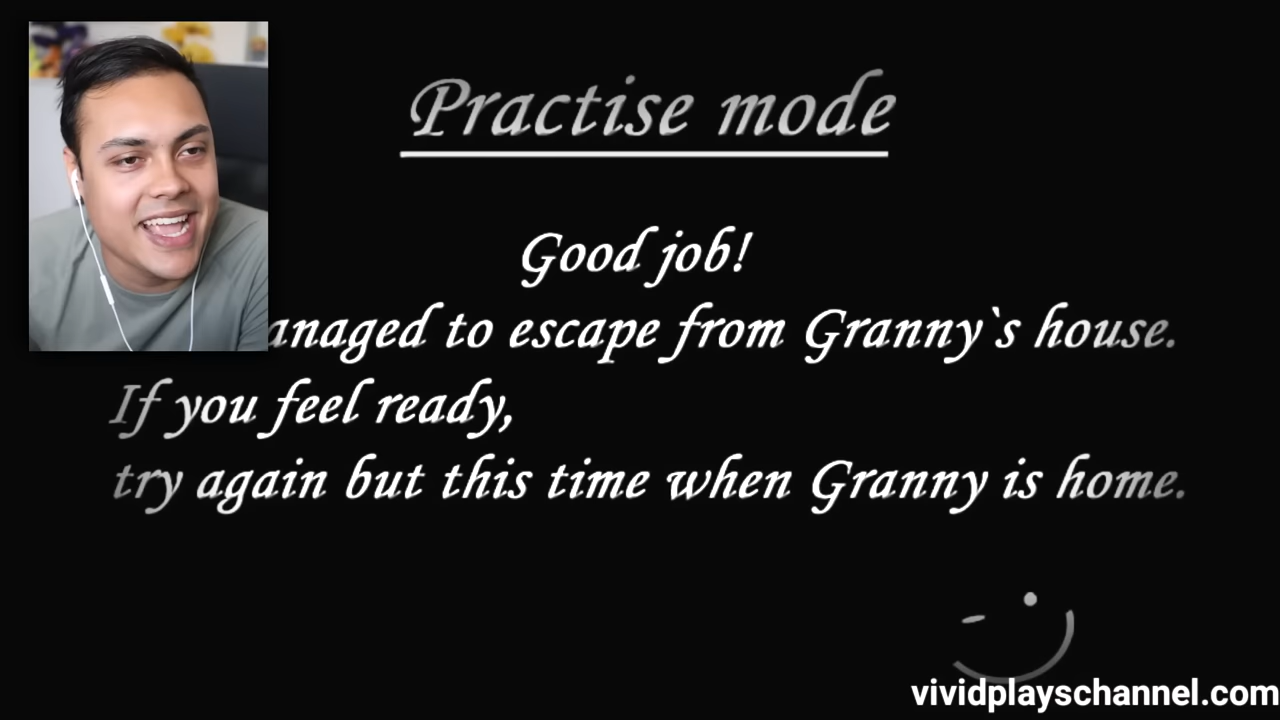 Practise mode
Good job!
anaged to escape from Granny`s house.
If you feel ready,
try again but this time when Granny is home.
vividplayschannel.com